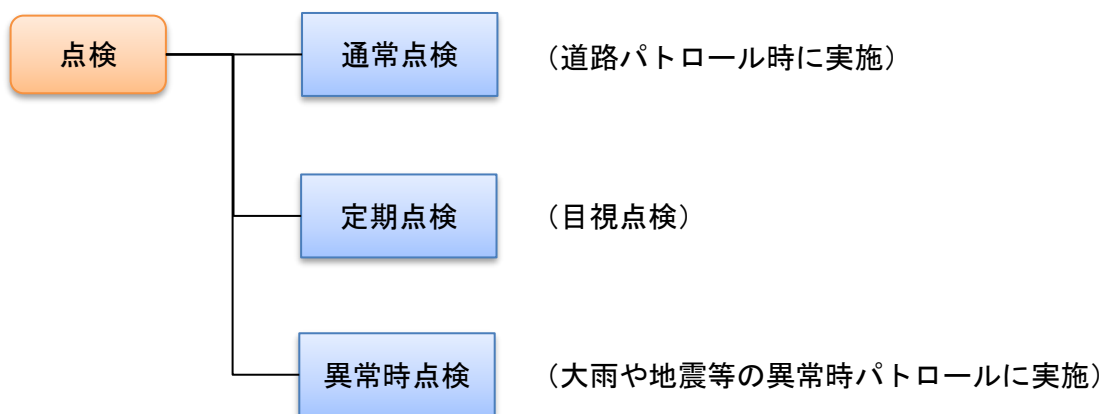 点検
通常点検 （道路パトロール時に実施）
定期点検 （目視点検）
異常時点検 （大雨や地震等の異常時パトロールに実施）